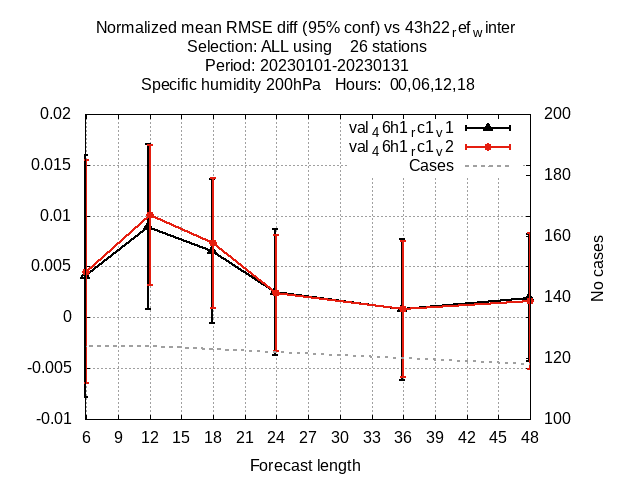 Normalized mean RMSE diff (95% conf) vs 43h22refwinter
Selection: ALL using    26 stations
Period: 20230101-20230131
Specific humidity 200hPa   Hours:  00,06,12,18
0.02
0.015
0.01
0.005
0
-0.005
-0.01
val46h1rc1v1
val46h1rc1v2
Cases
200
180
160
140
120
100
No cases
6 9 12 15 18 21 24 27 30 33 36 39 42 45 48
Forecast length